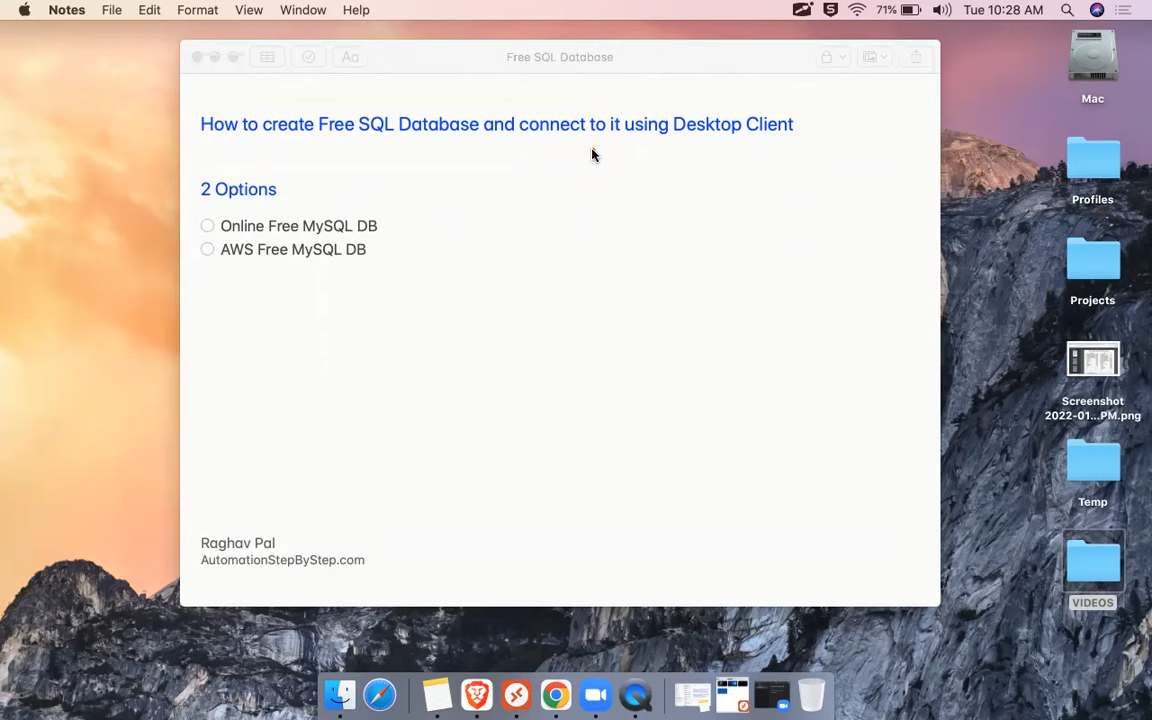 Notes File Edit Format View Window Help
71% Tue 10:28 AM
Free SQL Database
Aa
How to create Free SQL Database and connect to it using Desktop Client
2 Options
Online Free MySQL DB
AWS Free MySQL DB
Raghav Pal
AutomationStepByStep.com
Mac
Profiles
Projects
Screenshot
2022-01...PM.png
Temp
VIDEOS